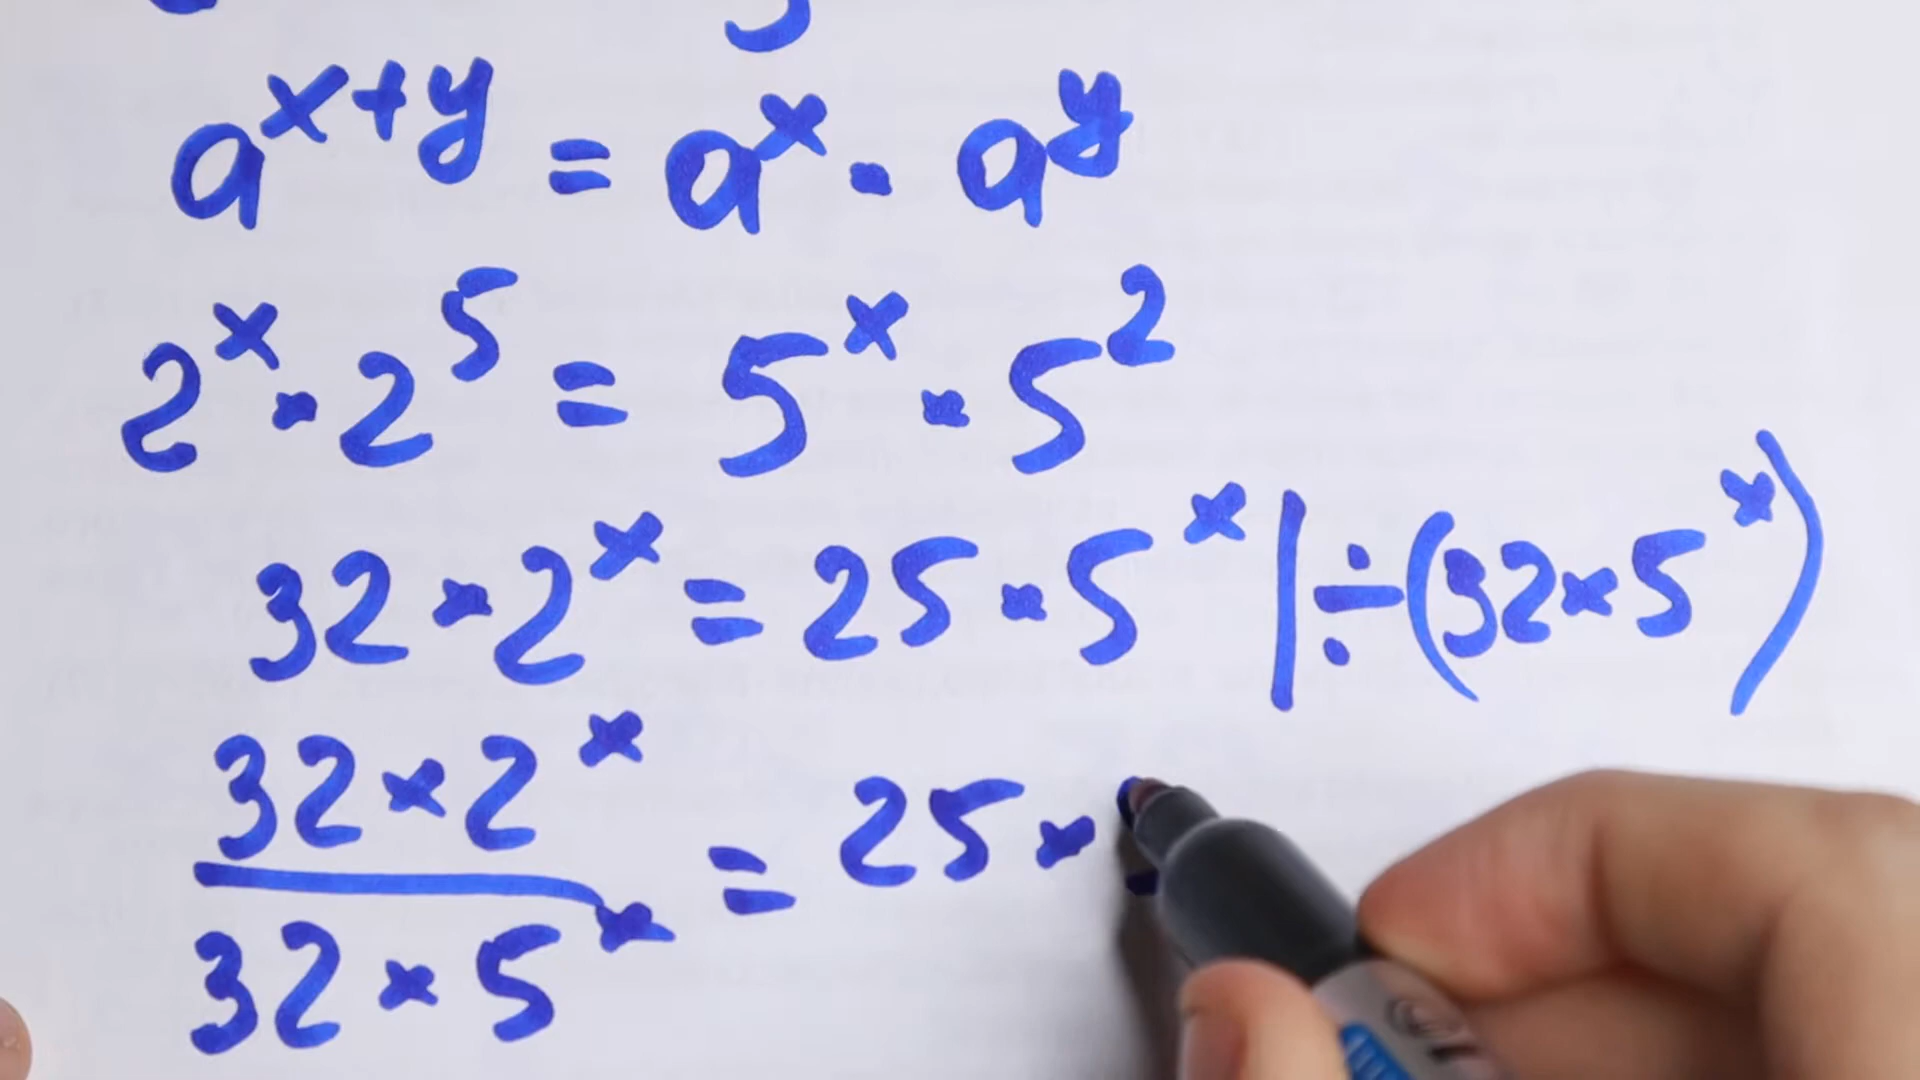 a^{x+y} = a^x · a^y
2^x · 2^5 = 5^x · 5^2
32 · 2^x = 25 · 5^x | ÷ (32 × 5^x)
32 × 2^x / 32 × 5^x = 25 ·